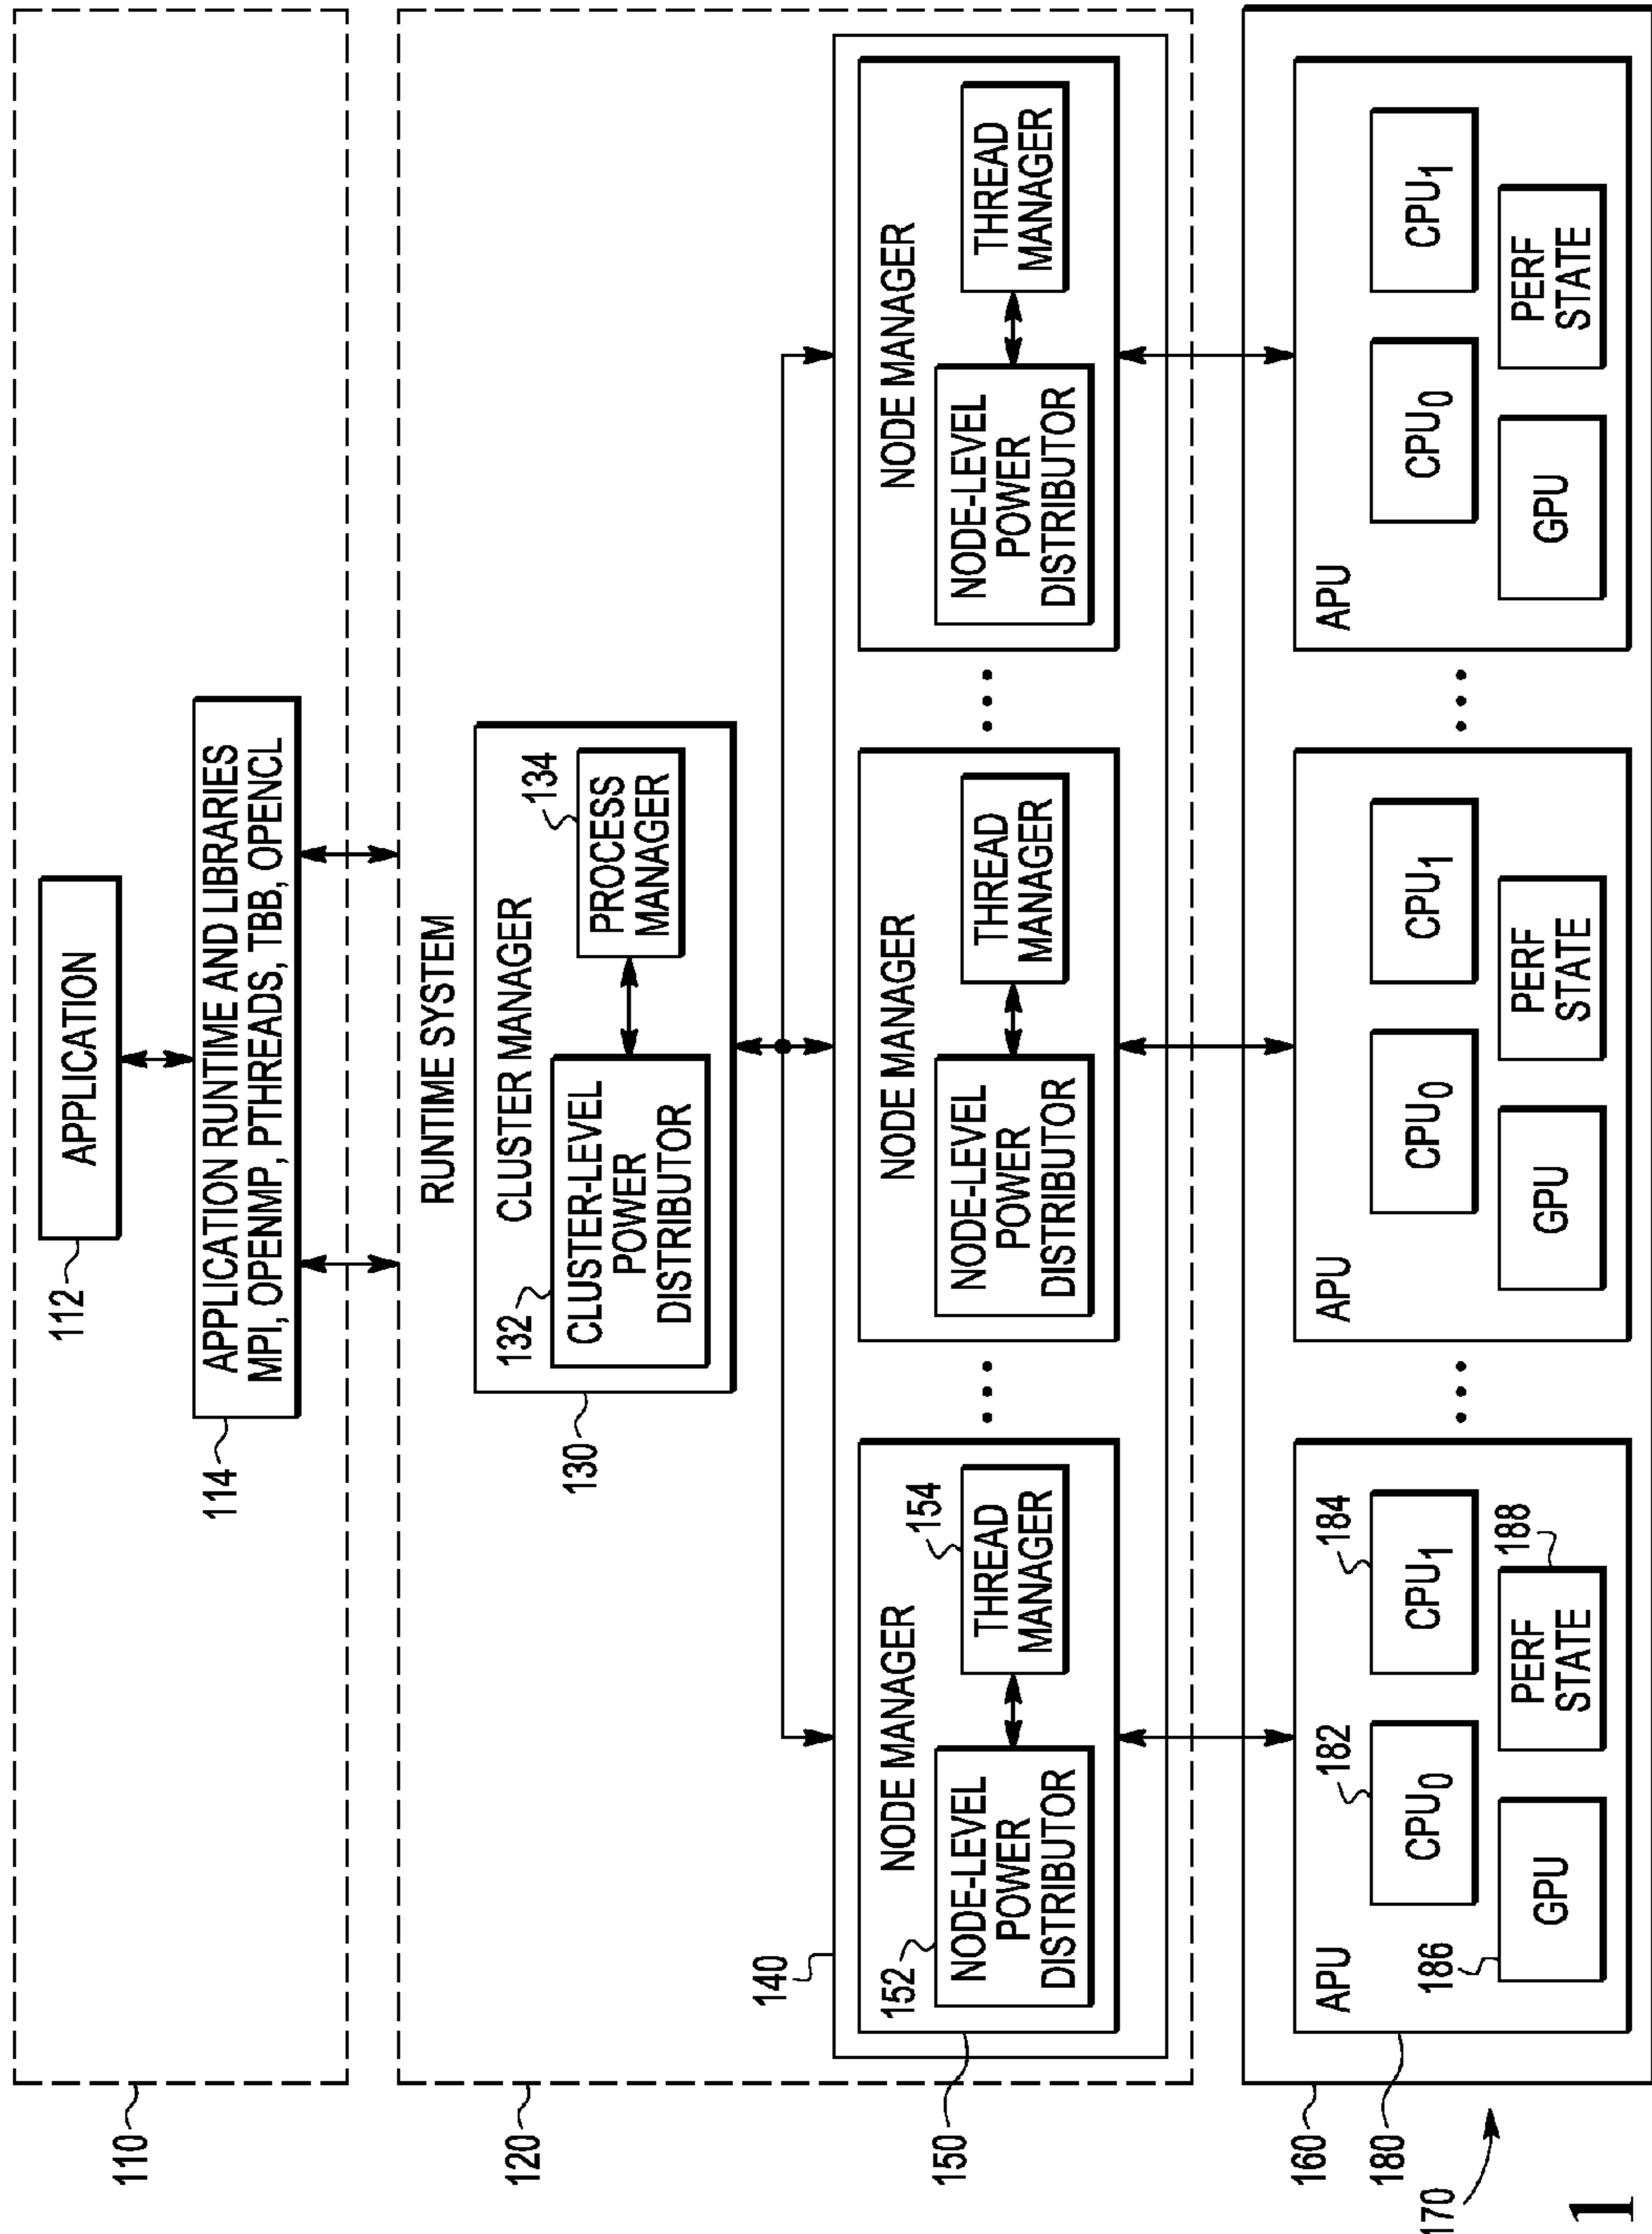 110
APPLICATION
112
APPLICATION RUNTIME AND LIBRARIES
MPI, OPENMP, PTHREADS, TBB, OPENCL
114
120
RUNTIME SYSTEM
CLUSTER MANAGER
132
CLUSTER-LEVEL
POWER
DISTRIBUTOR
134
PROCESS
MANAGER
130
140
150
NODE MANAGER
152
NODE-LEVEL
POWER
DISTRIBUTOR
154
THREAD
MANAGER
NODE MANAGER
NODE-LEVEL
POWER
DISTRIBUTOR
THREAD
MANAGER
NODE MANAGER
NODE-LEVEL
POWER
DISTRIBUTOR
THREAD
MANAGER
160
180
170
APU
182
CPU0
184
CPU1
186
GPU
188
PERF
STATE
APU
CPU0
CPU1
GPU
PERF
STATE
APU
CPU0
CPU1
GPU
PERF
STATE
1